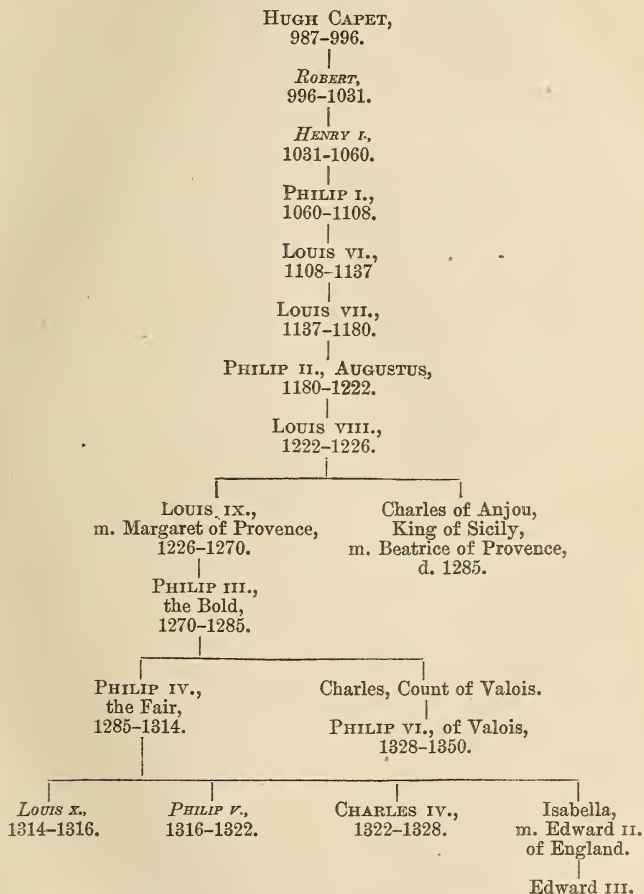 HUGH CAPET,
987–996.
ROBERT,
996–1031.
HENRY I.,
1031–1060.
PHILIP I.,
1060–1108.
LOUIS VI.,
1108–1137
LOUIS VII.,
1137–1180.
PHILIP II., AUGUSTUS,
1180–1222.
LOUIS VIII.,
1222–1226.
LOUIS IX.,
m. Margaret of Provence,
1226–1270.
Charles of Anjou,
King of Sicily,
m. Beatrice of Provence,
d. 1285.
PHILIP III.,
the Bold,
1270–1285.
PHILIP IV.,
the Fair,
1285–1314.
Charles, Count of Valois.
PHILIP VI., of Valois,
1328–1350.
LOUIS X.,
1314–1316.
PHILIP V.,
1316–1322.
CHARLES IV.,
1322–1328.
Isabella,
m. Edward II.
of England.
Edward III.